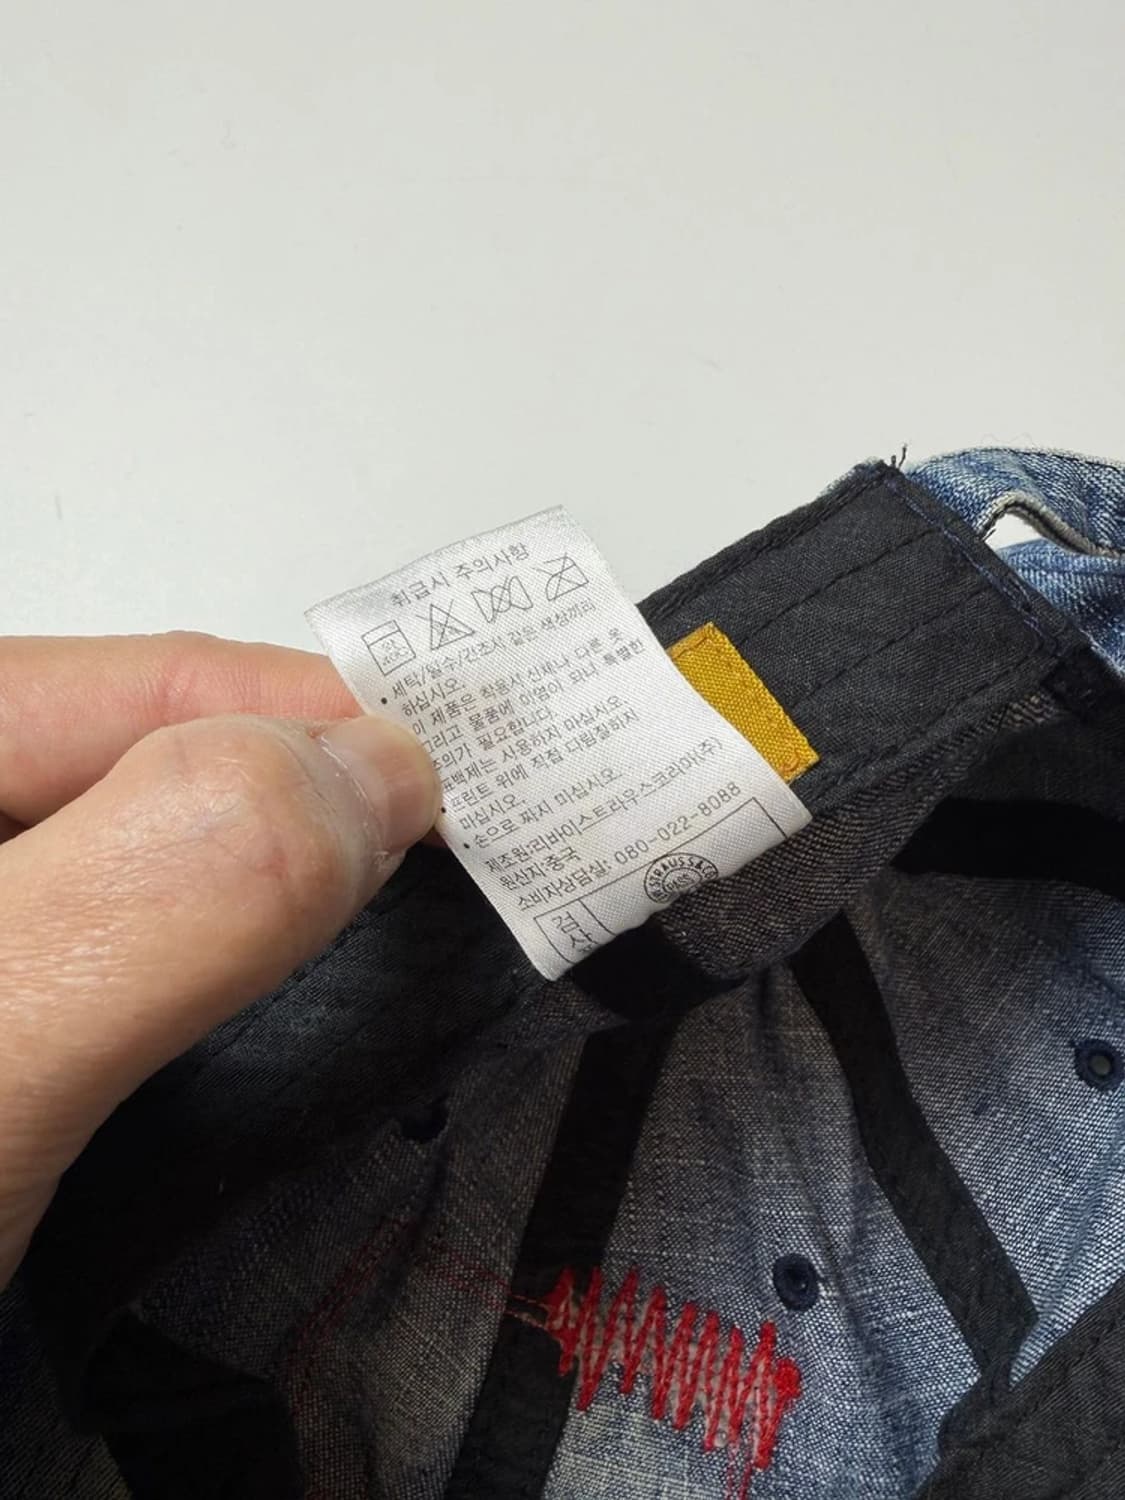 취급시 주의사항
• 세탁/탈수/건조시 같은 색상끼리
하십시오.
이 제품은 착용시 신체나 다른 옷
그리고 물품에 이염이 되니 특별한
주의가 필요합니다.
표백제는 사용하지 마십시오.
• 프린트 위에 직접 다림질하지
마십시오.
• 손으로 짜지 마십시오.
제조원:리바이스트라우스코리아(주)
원산지:중국
소비자상담실: 080-022-8088
검
STRAUSS & CO